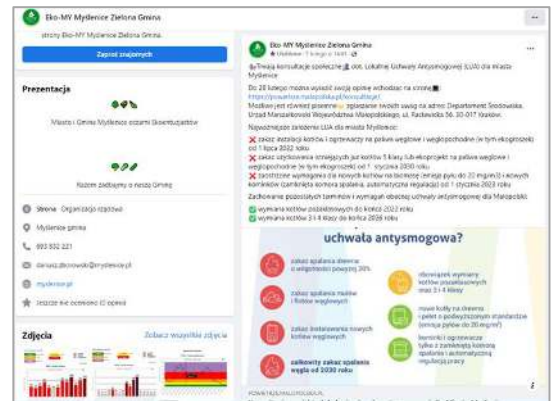 Eko-MY Myślenice Zielona Gmina
strony Eko-MY Myślenice Zielona Gmina.
Zaproś znajomych
Prezentacja
Miasto i Gmina Myślenice oczami Ekoentuzjastów
Razem zadbajmy o naszą Gminę
Strona · Organizacja rządowa
Myślenice gmina
693 932 221
myslenice.pl
Jeszcze nie oceniono (0 opinii)
Zdjęcia
Zobacz wszystkie zdjęcia
Eko-MY Myślenice Zielona Gmina
Trwają konsultacje społeczne dot. Lokalnej Uchwały Antysmogowej (LUA) dla miasta
Myślenice
Do 28 lutego można wyrazić swoją opinię wchodząc na stronę
https://powietrze.malopolska.pl/konsultacje/
Możliwe jest również pisemne zgłaszanie swoich uwag na adres Departament Środowiska,
Urząd Marszałkowski Województwa Małopolskiego, ul. Racławicka 56, 30-017 Kraków.
Najważniejsze założenia LUA dla miasta Myślenice:
zakaz instalacji kotłów i ogrzewaczy na paliwa węglowe i węglopochodne (w tym ekogroszek)
od 1 lipca 2022 roku
zakaz użytkowania istniejących już kotłów 5 klasy lub ekoprojekt na paliwa węglowe i
węglopochodne (w tym ekogroszek) od 1 stycznia 2030 roku
zaostrzone wymagania dla nowych kotłów na biomasę (emisja pyłu do 20 mg/m3) i nowych
kominków (zamknięta komora spalania, automatyczna regulacja) od 1 stycznia 2023 roku
Zachowanie pozostałych terminów i wymagań obecnej uchwały antysmogowej dla Małopolski:
wymiana kotłów pozaklasowych do końca 2022 roku
wymiana kotłów 3 i 4 klasy do końca 2026 roku
uchwała antysmogowa?
zakaz spalania drewna
o wilgotności powyżej 20%
zakaz spalania mułów
i flotów węglowych
zakaz instalowania nowych
kotłów węglowych
całkowity zakaz spalania
węgla od 2030 roku
obowiązek wymiany
kotłów pozaklasowych
oraz 3 i 4 klasy
nowe kotły na drewno
i pelet o podwyższonym standardzie
(emisja pyłów do 20 mg/m³)
kominki i ogrzewacze
tylko z zamkniętą komorą
spalania i automatyczną
regulacją pracy
POWIETRZE.MALOPOLSKA.PL